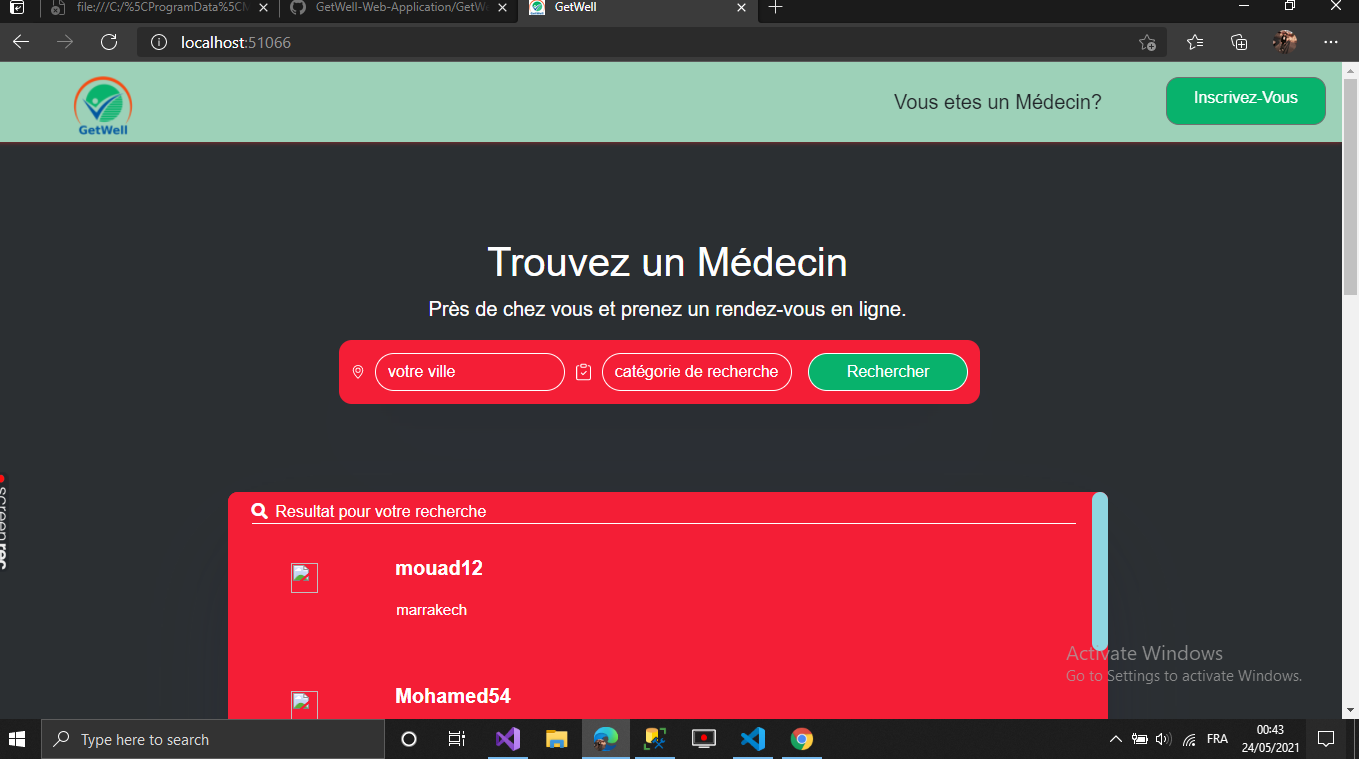 file:///C:/%5CProgramData%5CM
GetWell-Web-Application/GetWe
GetWell
localhost:51066
GetWell
Vous etes un Médecin?
Inscrivez-Vous
Trouvez un Médecin
Près de chez vous et prenez un rendez-vous en ligne.
votre ville
catégorie de recherche
Rechercher
Resultat pour votre recherche
mouad12
marrakech
Mohamed54
Activate Windows
Go to Settings to activate Windows.
Type here to search
FRA
00:43
24/05/2021